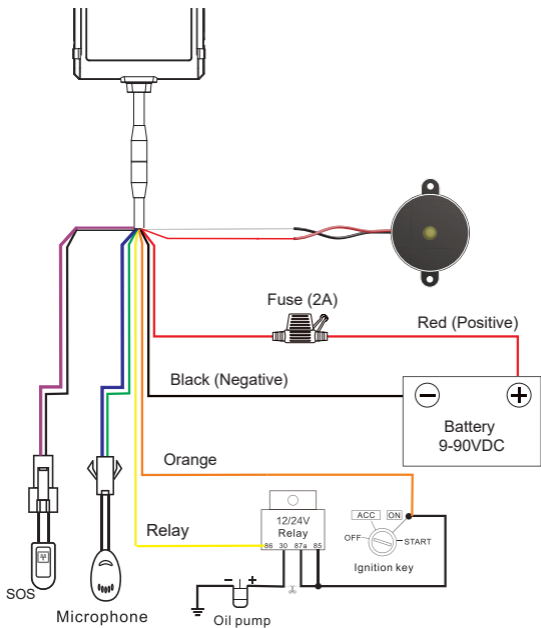 Fuse (2A)
Red (Positive)
Black (Negative)
Battery
9-90VDC
Orange
Relay
12/24V
Relay
86 30 87a 85
ACC ON
OFF START
Ignition key
SOS
Microphone
Oil pump